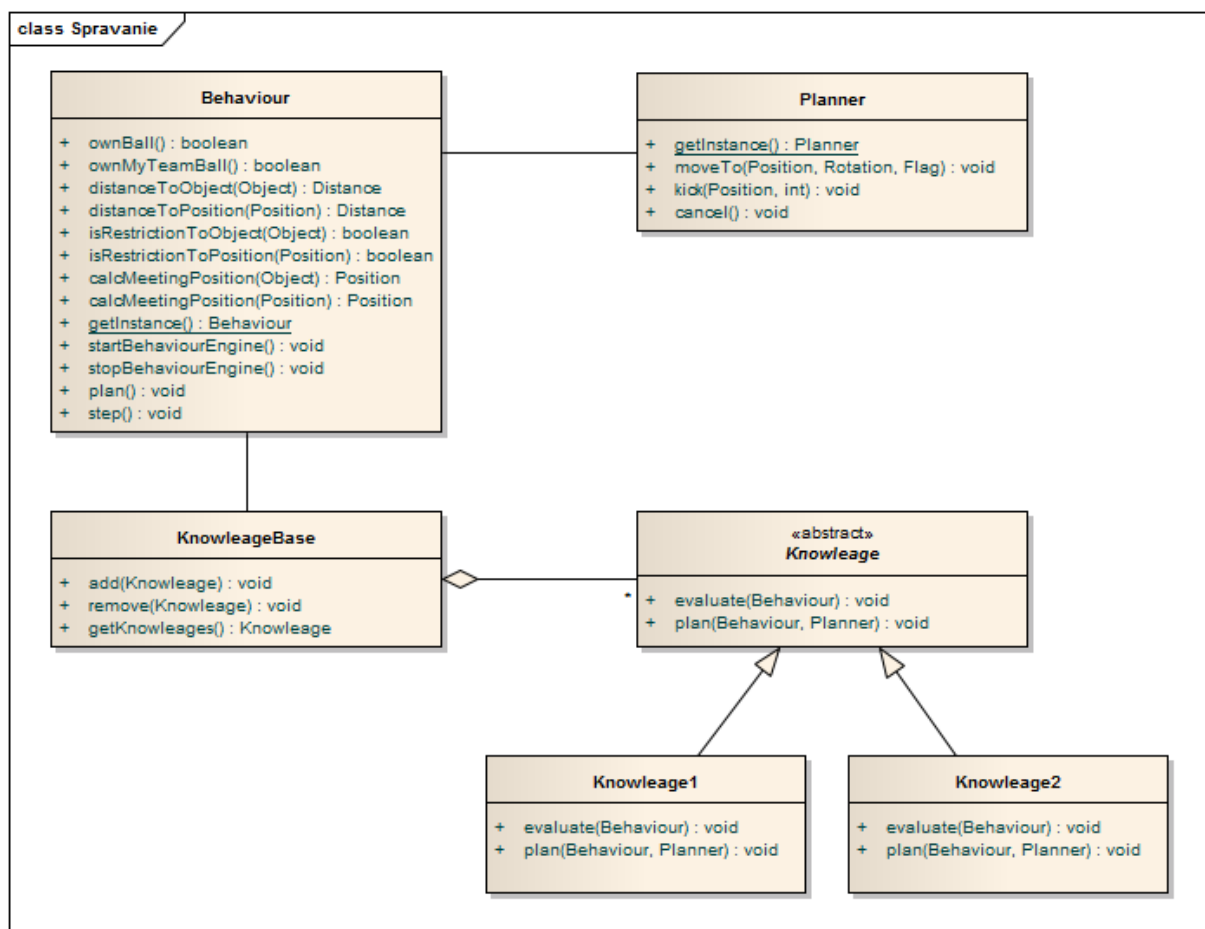 class Spravanie
Behaviour
+ ownBall() : boolean
+ ownMyTeamBall() : boolean
+ distanceToObject(Object) : Distance
+ distanceToPosition(Position) : Distance
+ isRestrictionToObject(Object) : boolean
+ isRestrictionToPosition(Position) : boolean
+ calcMeetingPosition(Object) : Position
+ calcMeetingPosition(Position) : Position
+ getInstance() : Behaviour
+ startBehaviourEngine() : void
+ stopBehaviourEngine() : void
+ plan() : void
+ step() : void
Planner
+ getInstance() : Planner
+ moveTo(Position, Rotation, Flag) : void
+ kick(Position, int) : void
+ cancel() : void
KnowleageBase
+ add(Knowleage) : void
+ remove(Knowleage) : void
+ getKnowleages() : Knowleage
*
«abstract»
Knowleage
+ evaluate(Behaviour) : void
+ plan(Behaviour, Planner) : void
Knowleage1
+ evaluate(Behaviour) : void
+ plan(Behaviour, Planner) : void
Knowleage2
+ evaluate(Behaviour) : void
+ plan(Behaviour, Planner) : void